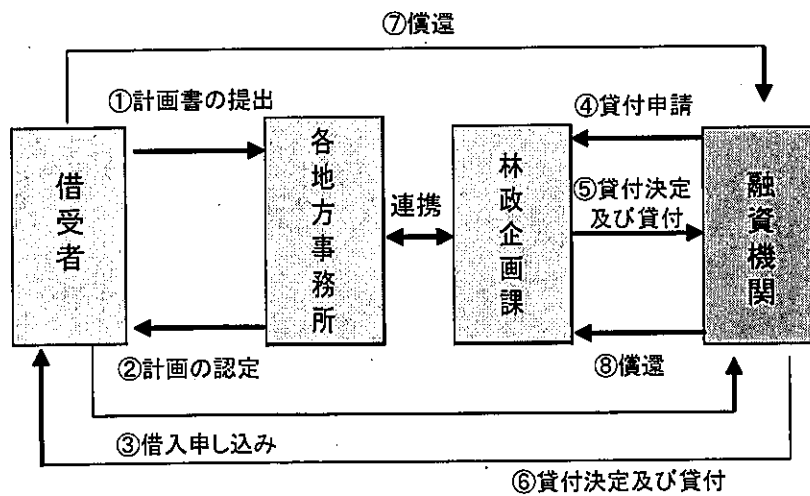 ⑦償還
①計画書の提出
④貸付申請
借受者
各地方事務所
連携
林政企画課
⑤貸付決定
及び貸付
融資機関
②計画の認定
⑧償還
③借入申し込み
⑥貸付決定及び貸付